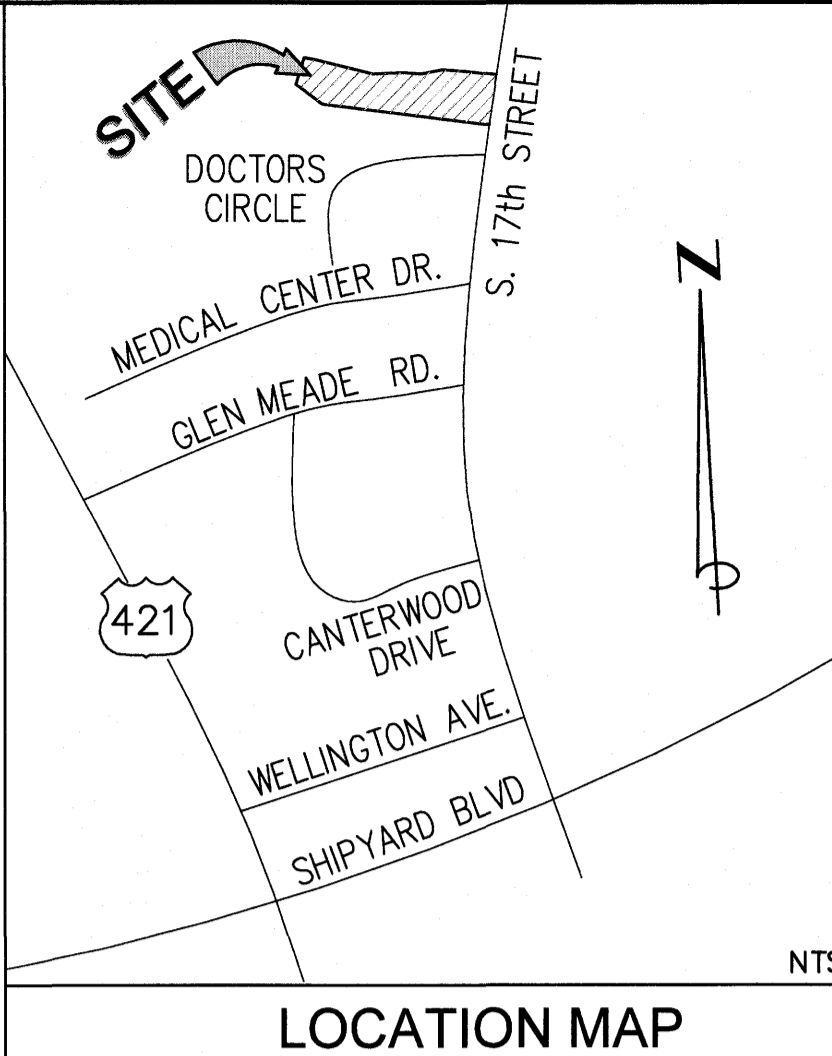 SITE
S. 17th STREET
DOCTORS
CIRCLE
N
MEDICAL CENTER DR.
GLEN MEADE RD.
421
CANTERWOOD
DRIVE
WELLINGTON AVE.
SHIPYARD BLVD
NTS
LOCATION MAP